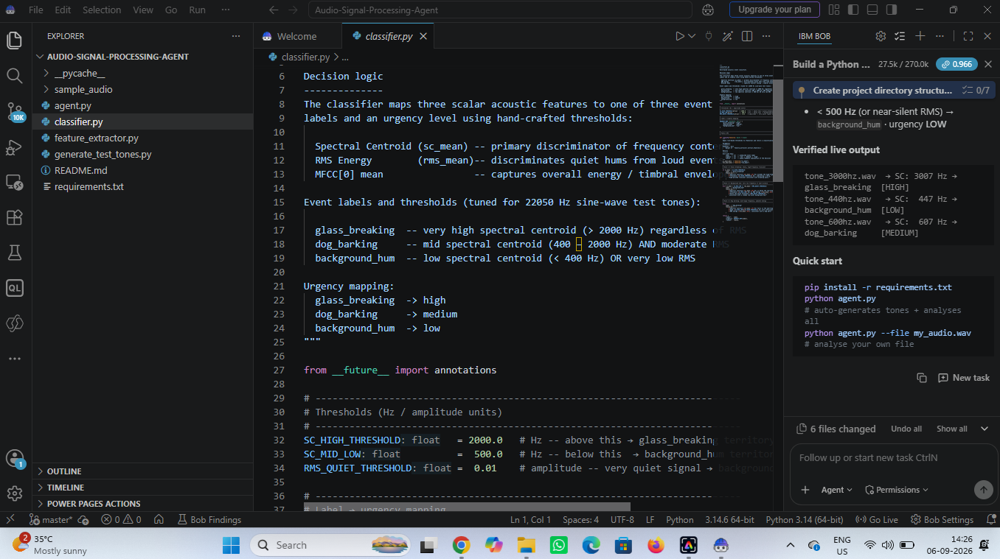 File Edit Selection View Go Run ···
Audio-Signal-Processing-Agent
Upgrade your plan
EXPLORER
AUDIO-SIGNAL-PROCESSING-AGENT
__pycache__
sample_audio
agent.py
classifier.py
feature_extractor.py
generate_test_tones.py
README.md
requirements.txt
OUTLINE
TIMELINE
POWER PAGES ACTIONS
10K
QL
1
Welcome
classifier.py
classifier.py > ...
6 Decision logic
7 --------------
8 The classifier maps three scalar acoustic features to one of three event
9 labels and an urgency level using hand-crafted thresholds:
10
11 Spectral Centroid (sc_mean) -- primary discriminator of frequency conte
12 RMS Energy (rms_mean)-- discriminates quiet hums from loud event
13 MFCC[0] mean -- captures overall energy / timbral envelo
14
15 Event labels and thresholds (tuned for 22050 Hz sine-wave test tones):
16
17 glass_breaking -- very high spectral centroid (> 2000 Hz) regardless of RMS
18 dog_barking -- mid spectral centroid (400 – 2000 Hz) AND moderate RMS
19 background_hum -- low spectral centroid (< 400 Hz) OR very low RMS
20
21 Urgency mapping:
22 glass_breaking -> high
23 dog_barking -> medium
24 background_hum -> low
25 """
26
27 from __future__ import annotations
28
29 # ---------------------------------------------------------------------------
30 # Thresholds (Hz / amplitude units)
31 # ---------------------------------------------------------------------------
32 SC_HIGH_THRESHOLD: float = 2000.0 # Hz -- above this → glass_breaking territory
33 SC_MID_LOW: float = 500.0 # Hz -- below this → background_hum territor
34 RMS_QUIET_THRESHOLD: float = 0.01 # amplitude -- very quiet signal → background
35
36 # ---------------------------------------------------------------------------
37 # Label → urgency mapping
IBM BOB
Build a Python ... 27.5k / 270.0k 0.966
Create project directory structu... 0/7
• < 500 Hz (or near-silent RMS) →
background_hum · urgency LOW
Verified live output
tone_3000hz.wav → SC: 3007 Hz →
glass_breaking [HIGH]
tone_440hz.wav → SC: 447 Hz →
background_hum [LOW]
tone_600hz.wav → SC: 607 Hz →
dog_barking [MEDIUM]
Quick start
pip install -r requirements.txt
python agent.py
# auto-generates tones + analyses
all
python agent.py --file my_audio.wav
# analyse your own file
New task
6 files changed Undo all Show all
Follow up or start new task CtrlN
Agent Permissions
master* 0 0 Bob Findings Ln 1, Col 1 Spaces: 4 UTF-8 LF Python 3.14.6 64-bit Python 3.14 (64-bit) Go Live Bob Settings
2
35°C
Mostly sunny
Search
ENG
US
14:26
06-09-2026